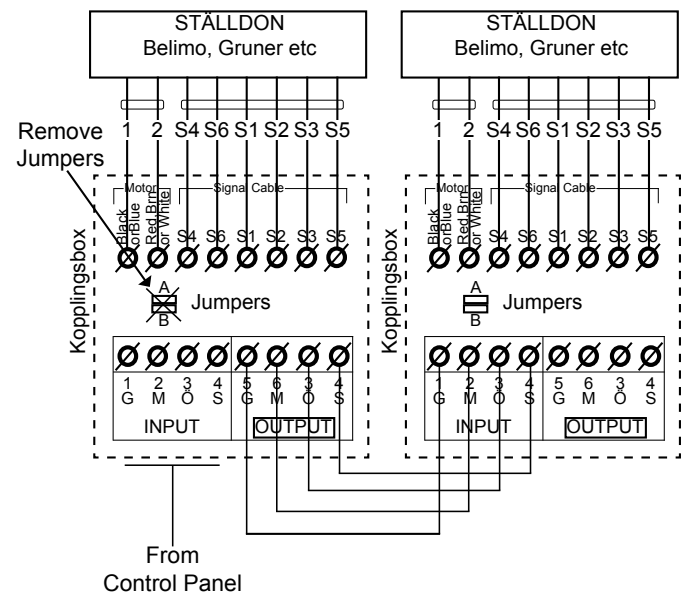 STÄLLDON
Belimo, Gruner etc
STÄLLDON
Belimo, Gruner etc
1 2 S4 S6 S1 S2 S3 S5
1 2 S4 S6 S1 S2 S3 S5
Remove
Jumpers
Motor
Signal Cable
Motor
Signal Cable
Black
orBlue
Red.Brn
or White
S4 S6 S1 S2 S3 S5
Black
orBlue
Red.Brn
or White
S4 S6 S1 S2 S3 S5
Kopplingsbox
Kopplingsbox
A
Jumpers
B
A
Jumpers
B
1 2 3 4 5 6 3 4
G M Ö S G M Ö S
INPUT
OUTPUT
1 2 3 4 5 6 3 4
G M Ö S G M Ö S
INPUT
OUTPUT
From
Control Panel